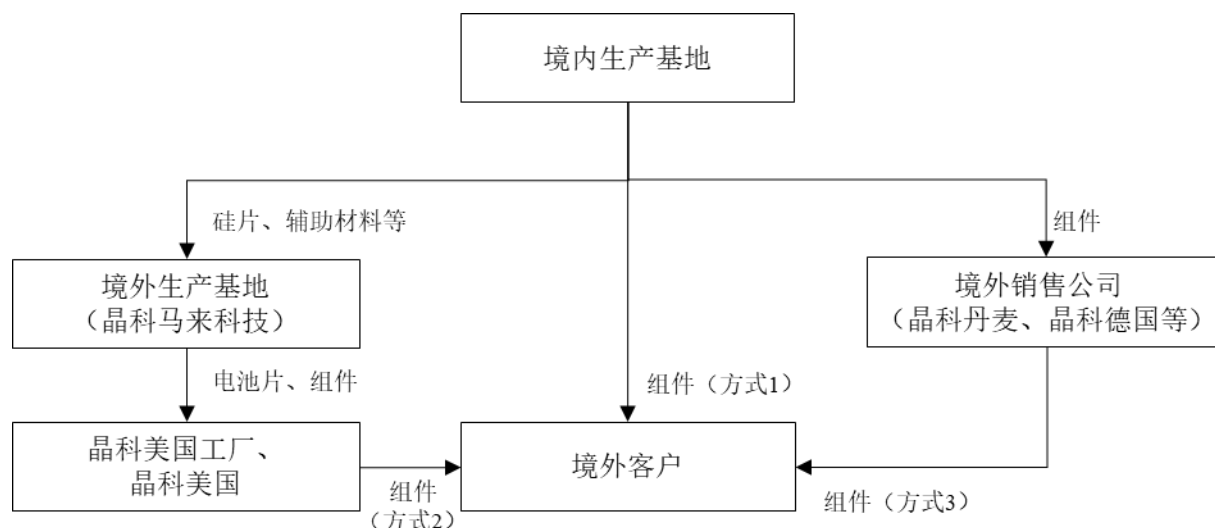 境内生产基地
硅片、辅助材料等
组件
境外生产基地
（晶科马来科技）
境外销售公司
（晶科丹麦、晶科德国等）
电池片、组件
组件（方式1）
晶科美国工厂、
晶科美国
境外客户
组件
（方式2）
组件（方式3）